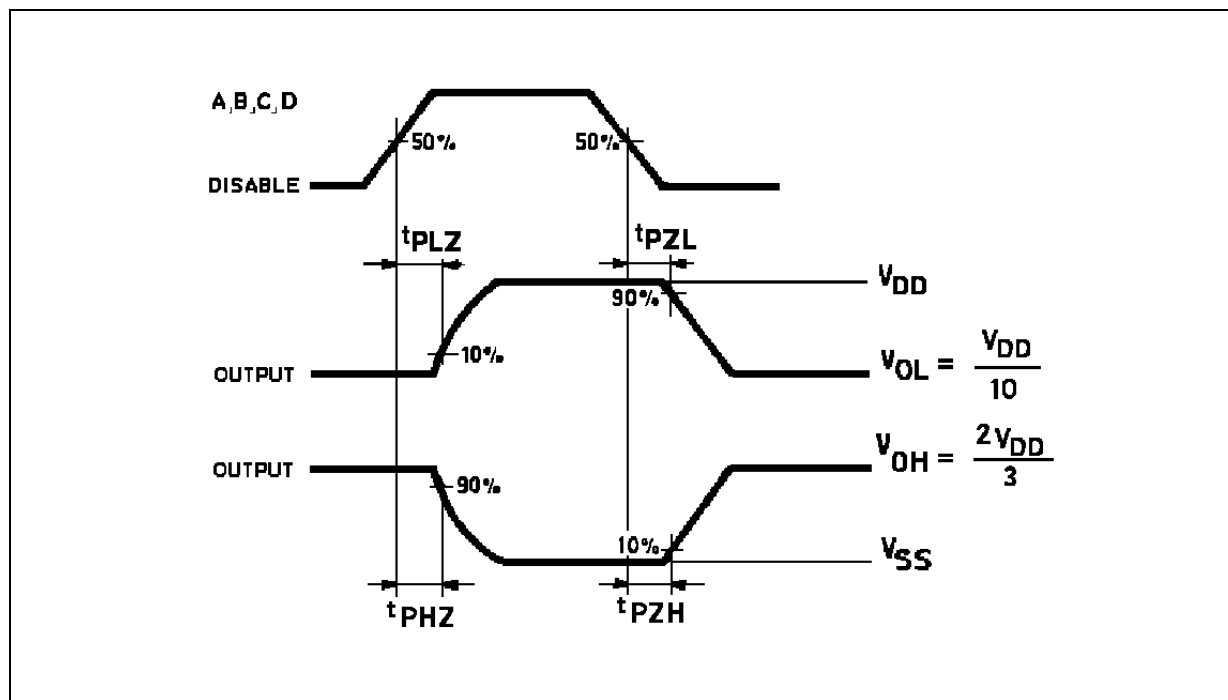 A,B,C,D
50%
50%
DISABLE
tPLZ
tPZL
VDD
90%
10%
OUTPUT
VOL = VDD/10
OUTPUT
VOH = 2VDD/3
90%
10%
VSS
tPHZ
tPZH